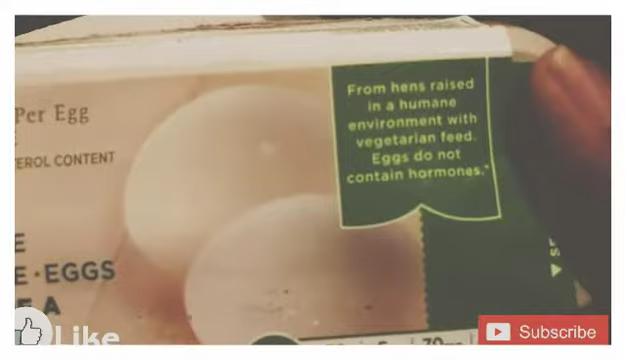 Per Egg
EROL CONTENT
From hens raised
in a humane
environment with
vegetarian feed.
Eggs do not
contain hormones.*
E
E • EGGS
E A
70mg
Like
Subscribe